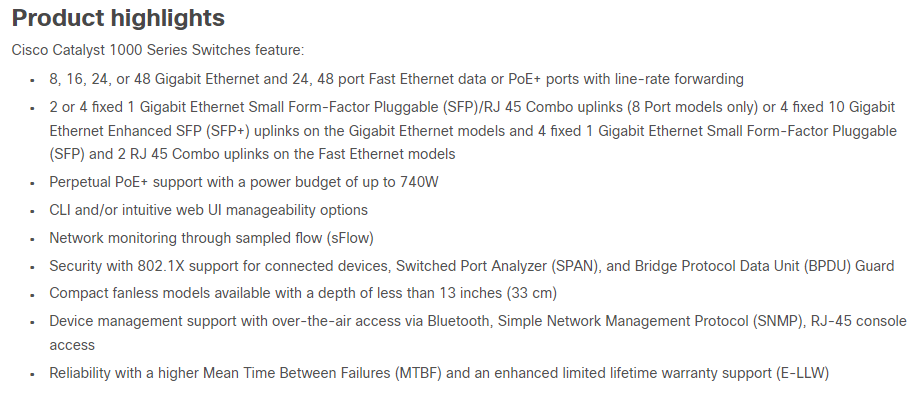 Product highlights
Cisco Catalyst 1000 Series Switches feature:
▪ 8, 16, 24, or 48 Gigabit Ethernet and 24, 48 port Fast Ethernet data or PoE+ ports with line-rate forwarding
▪ 2 or 4 fixed 1 Gigabit Ethernet Small Form-Factor Pluggable (SFP)/RJ 45 Combo uplinks (8 Port models only) or 4 fixed 10 Gigabit
Ethernet Enhanced SFP (SFP+) uplinks on the Gigabit Ethernet models and 4 fixed 1 Gigabit Ethernet Small Form-Factor Pluggable
(SFP) and 2 RJ 45 Combo uplinks on the Fast Ethernet models
▪ Perpetual PoE+ support with a power budget of up to 740W
▪ CLI and/or intuitive web UI manageability options
▪ Network monitoring through sampled flow (sFlow)
▪ Security with 802.1X support for connected devices, Switched Port Analyzer (SPAN), and Bridge Protocol Data Unit (BPDU) Guard
▪ Compact fanless models available with a depth of less than 13 inches (33 cm)
▪ Device management support with over-the-air access via Bluetooth, Simple Network Management Protocol (SNMP), RJ-45 console
access
▪ Reliability with a higher Mean Time Between Failures (MTBF) and an enhanced limited lifetime warranty support (E-LLW)